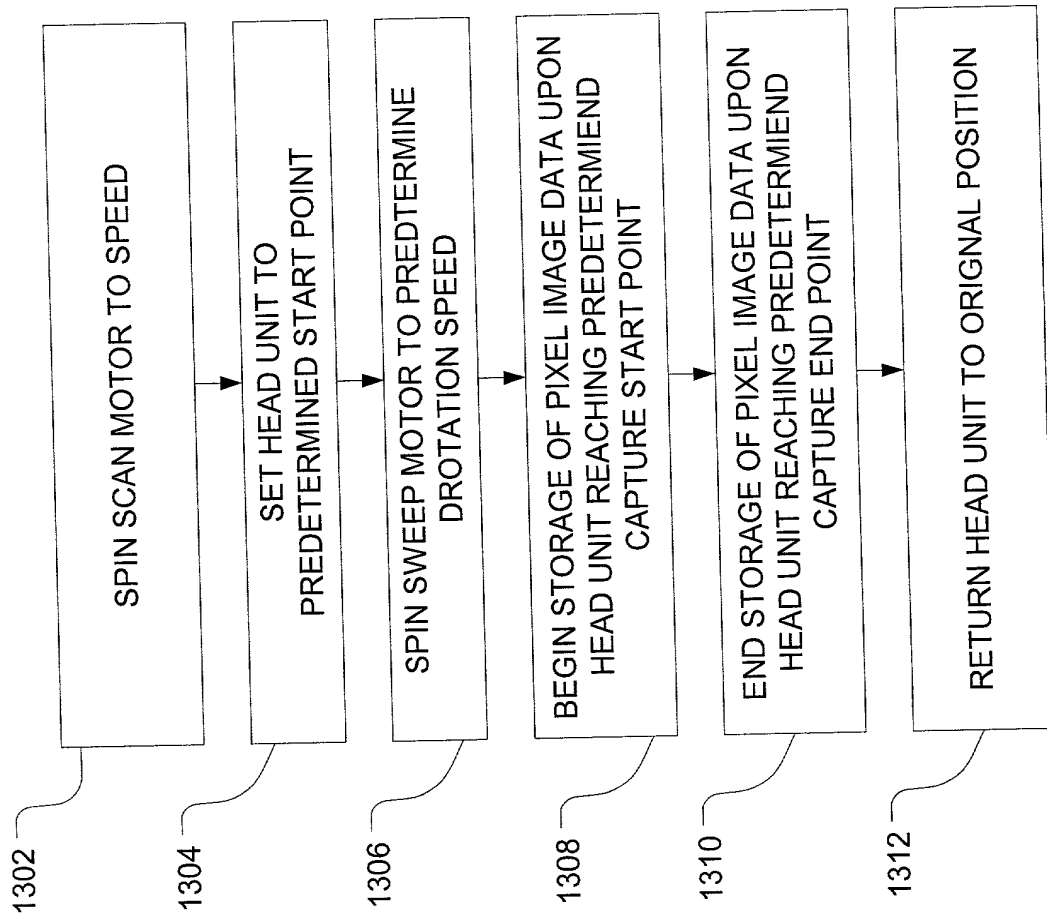 1302
SPIN SCAN MOTOR TO SPEED
1304
SET HEAD UNIT TO
PREDETERMINED START POINT
1306
SPIN SWEEP MOTOR TO PREDTERMINE
DROTATION SPEED
1308
BEGIN STORAGE OF PIXEL IMAGE DATA UPON
HEAD UNIT REACHING PREDETERMIEND
CAPTURE START POINT
1310
END STORAGE OF PIXEL IMAGE DATA UPON
HEAD UNIT REACHING PREDETERMIEND
CAPTURE END POINT
1312
RETURN HEAD UNIT TO ORIGNAL POSITION